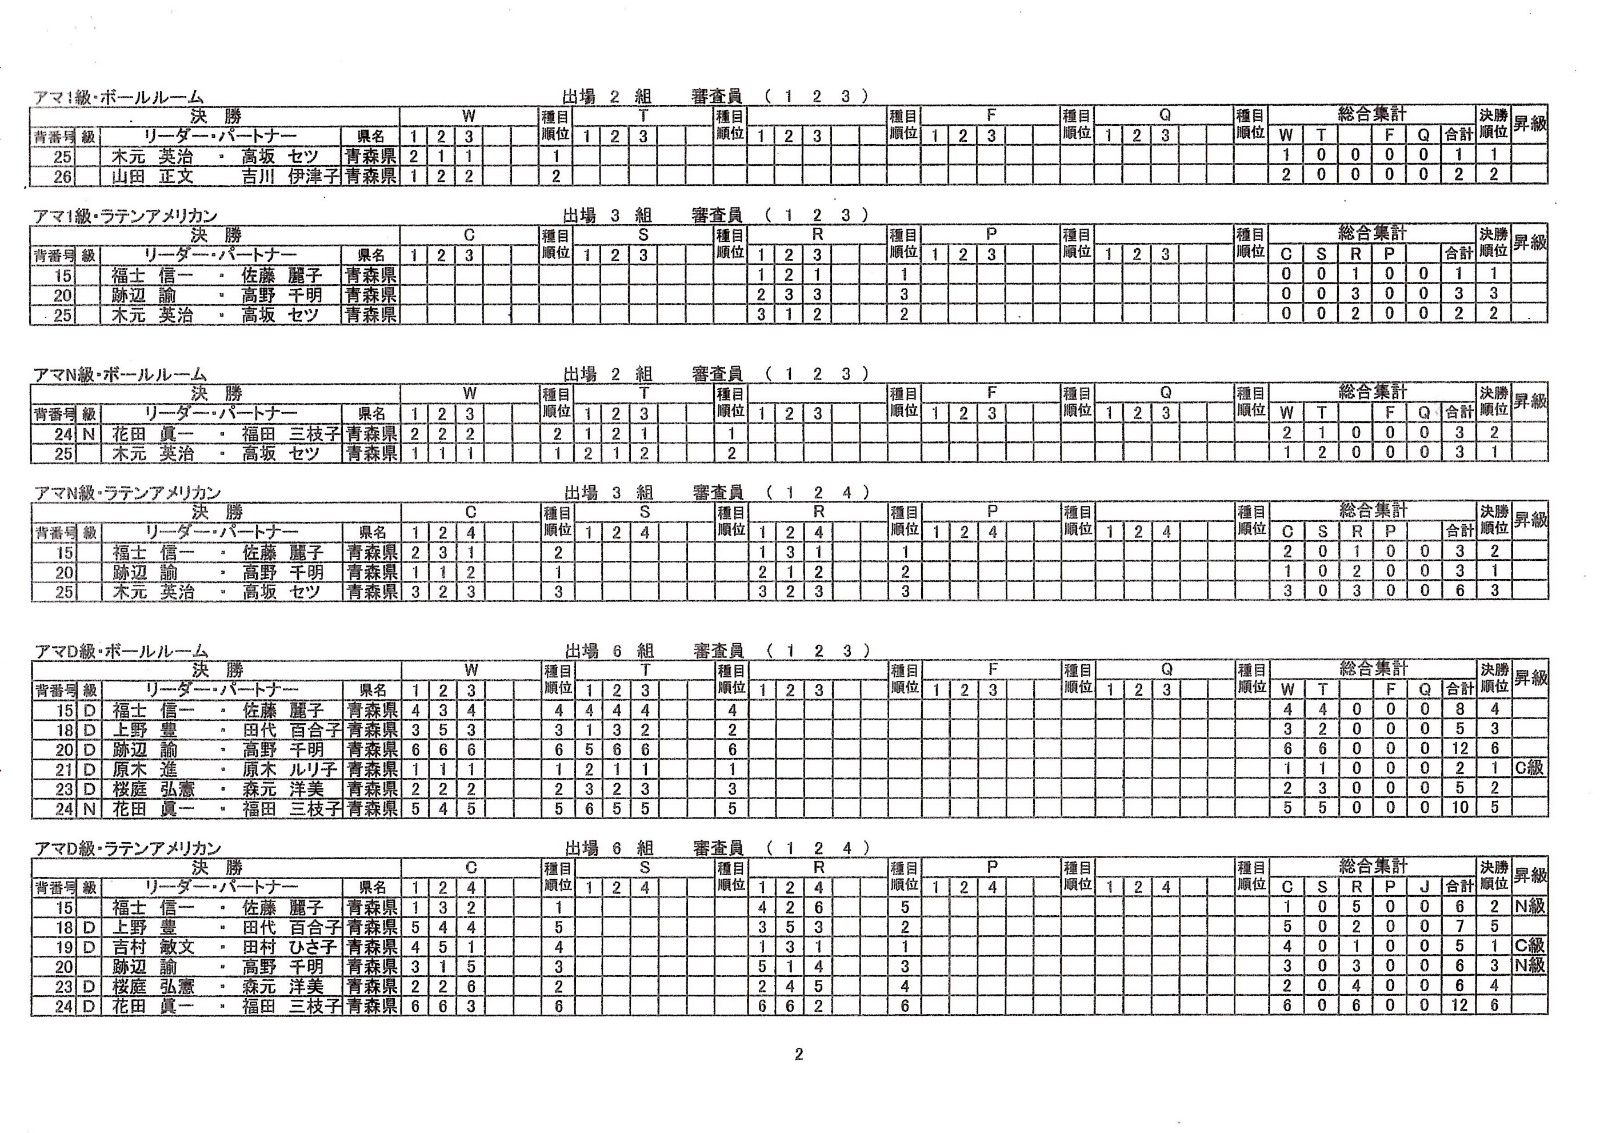 アマ1級・ボールルーム 出場 2 組 審査員 ( 1 2 3 )
決 勝 W 種目順位 T 種目順位 種目順位 F 種目順位 Q 種目順位 総合集計 決勝順位 昇級
背番号 級 リーダー・パートナー 県名 1 2 3 1 2 3 1 2 3 1 2 3 1 2 3 W T F Q 合計
25 木元 英治 ・ 高坂 セツ 青森県 2 1 1 1 1 0 0 0 0 1 1
26 山田 正文 吉川 伊津子 青森県 1 2 2 2 2 0 0 0 0 2 2
アマ1級・ラテンアメリカン 出場 3 組 審査員 ( 1 2 3 )
決 勝 C 種目順位 S 種目順位 R 種目順位 P 種目順位 種目順位 総合集計 決勝順位 昇級
背番号 級 リーダー・パートナー 県名 1 2 3 1 2 3 1 2 3 1 2 3 1 2 3 C S R P 合計
15 福士 信一 ・ 佐藤 麗子 青森県 1 2 1 1 0 0 1 0 0 1 1
20 跡辺 諭 ・ 高野 千明 青森県 2 3 3 3 0 0 3 0 0 3 3
25 木元 英治 ・ 高坂 セツ 青森県 3 1 2 2 0 0 2 0 0 2 2
アマN級・ボールルーム 出場 2 組 審査員 ( 1 2 3 )
決 勝 W 種目順位 T 種目順位 種目順位 F 種目順位 Q 種目順位 総合集計 決勝順位 昇級
背番号 級 リーダー・パートナー 県名 1 2 3 1 2 3 1 2 3 1 2 3 1 2 3 W T F Q 合計
24 N 花田 眞一 ・ 福田 三枝子 青森県 2 2 2 2 1 2 1 1 2 1 0 0 0 3 2
25 木元 英治 ・ 高坂 セツ 青森県 1 1 1 1 2 1 2 2 1 2 0 0 0 3 1
アマN級・ラテンアメリカン 出場 3 組 審査員 ( 1 2 4 )
決 勝 C 種目順位 S 種目順位 R 種目順位 P 種目順位 種目順位 総合集計 決勝順位 昇級
背番号 級 リーダー・パートナー 県名 1 2 4 1 2 4 1 2 4 1 2 4 1 2 4 C S R P 合計
15 福士 信一 ・ 佐藤 麗子 青森県 2 3 1 2 1 3 1 1 2 0 1 0 0 3 2
20 跡辺 諭 ・ 高野 千明 青森県 1 1 2 1 2 1 2 2 1 0 2 0 0 3 1
25 木元 英治 ・ 高坂 セツ 青森県 3 2 3 3 3 2 3 3 3 0 3 0 0 6 3
アマD級・ボールルーム 出場 6 組 審査員 ( 1 2 3 )
決 勝 W 種目順位 T 種目順位 種目順位 F 種目順位 Q 種目順位 総合集計 決勝順位 昇級
背番号 級 リーダー・パートナー 県名 1 2 3 1 2 3 1 2 3 1 2 3 1 2 3 W T F Q 合計
15 D 福士 信一 ・ 佐藤 麗子 青森県 4 3 4 4 4 4 4 4 4 4 0 0 0 8 4
18 D 上野 豊 ・ 田代 百合子 青森県 3 5 3 3 1 3 2 2 3 2 0 0 0 5 3
20 D 跡辺 諭 ・ 高野 千明 青森県 6 6 6 6 5 6 6 6 6 6 0 0 0 12 6
21 D 原木 進 ・ 原木 ルリ子 青森県 1 1 1 1 2 1 1 1 1 1 0 0 0 2 1 C級
23 D 桜庭 弘憲 ・ 森元 洋美 青森県 2 2 2 2 3 2 3 3 2 3 0 0 0 5 2
24 N 花田 眞一 ・ 福田 三枝子 青森県 5 4 5 5 6 5 5 5 5 5 0 0 0 10 5
アマD級・ラテンアメリカン 出場 6 組 審査員 ( 1 2 4 )
決 勝 C 種目順位 S 種目順位 R 種目順位 P 種目順位 種目順位 総合集計 決勝順位 昇級
背番号 級 リーダー・パートナー 県名 1 2 4 1 2 4 1 2 4 1 2 4 1 2 4 C S R P J 合計
15 福士 信一 ・ 佐藤 麗子 青森県 1 3 2 1 4 2 6 5 1 0 5 0 0 6 2 N級
18 D 上野 豊 ・ 田代 百合子 青森県 5 4 4 5 3 5 3 2 5 0 2 0 0 7 5
19 D 吉村 敏文 ・ 田村 ひさ子 青森県 4 5 1 4 1 3 1 1 4 0 1 0 0 5 1 C級
20 跡辺 諭 ・ 高野 千明 青森県 3 1 5 3 5 1 4 3 3 0 3 0 0 6 3 N級
23 D 桜庭 弘憲 ・ 森元 洋美 青森県 2 2 6 2 2 4 5 4 2 0 4 0 0 6 4
24 D 花田 眞一 ・ 福田 三枝子 青森県 6 6 3 6 6 6 2 6 6 0 6 0 0 12 6
2